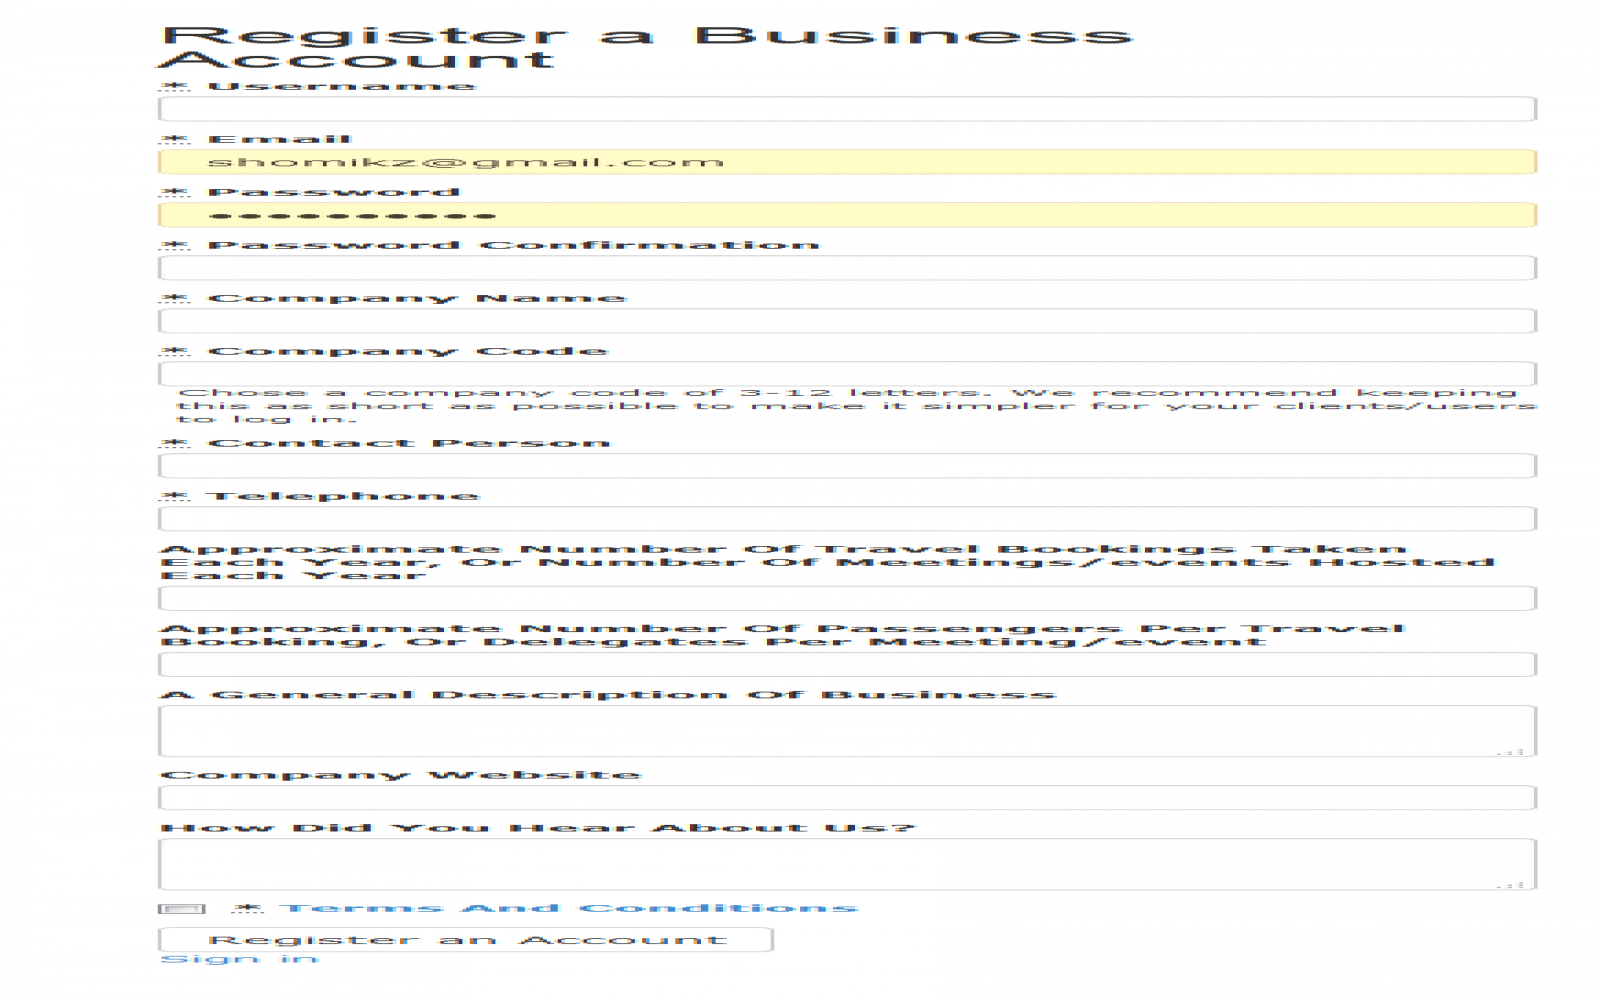 Register a Business
Account
* Username
* Email
shomikz@gmail.com
* Password
●●●●●●●●●●
* Password Confirmation
* Company Name
* Company Code
Chose a company code of 3-12 letters. We recommend keeping
this as short as possible to make it simpler for your clients/users
to log in.
* Contact Person
* Telephone
Approximate Number Of Travel Bookings Taken
Each Year, Or Number Of Meetings/events Hosted
Each Year
Approximate Number Of Passengers Per Travel
Booking, Or Delegates Per Meeting/event
A General Description Of Business
Company Website
How Did You Hear About Us?
* Terms And Conditions
Register an Account
Sign in